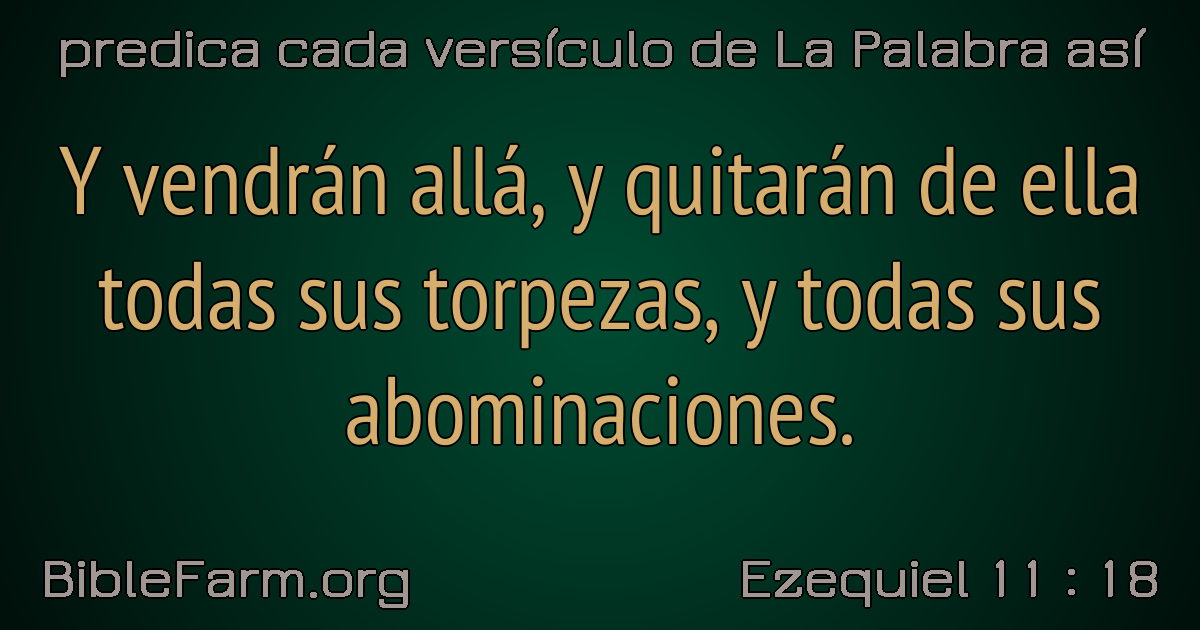 predica cada versículo de La Palabra así
Y vendrán allá, y quitarán de ella
todas sus torpezas, y todas sus
abominaciones.
BibleFarm.org
Ezequiel 11 : 18